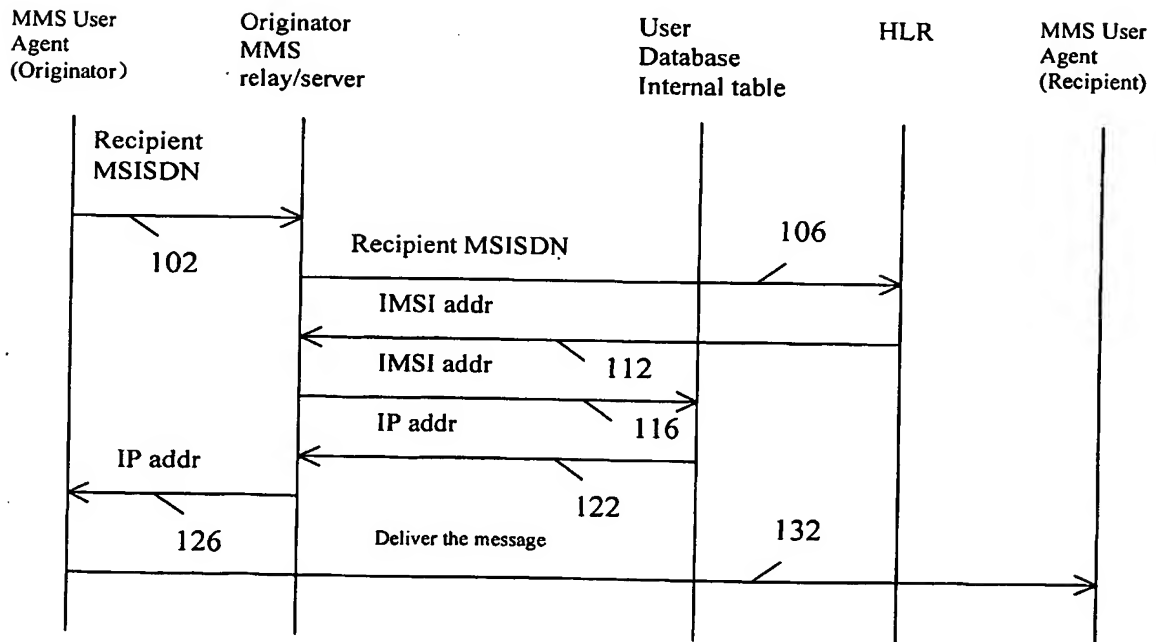 MMS User
Agent
(Originator)
Originator
MMS
relay/server
User
Database
Internal table
HLR
MMS User
Agent
(Recipient)
Recipient
MSISDN
102
Recipient MSISDN
106
IMSI addr
112
IMSI addr
116
IP addr
122
IP addr
126
Deliver the message
132